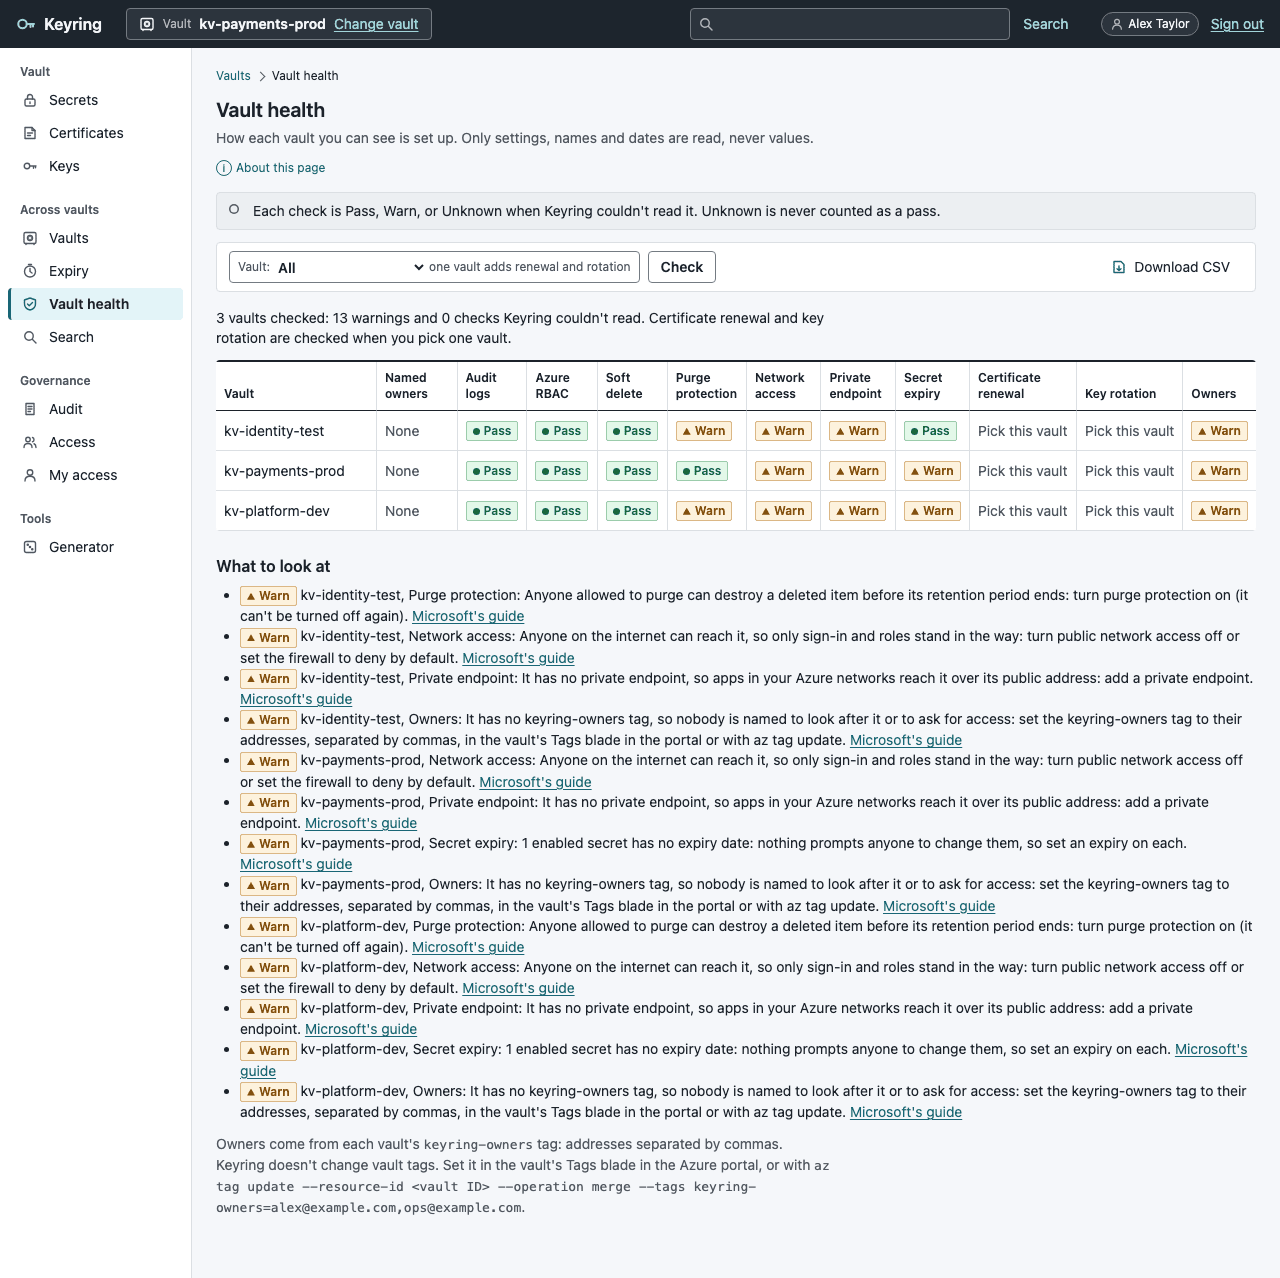 Keyring
Vault kv-payments-prod Change vault
Search
Alex Taylor
Sign out
Vault
Secrets
Certificates
Keys
Across vaults
Vaults
Expiry
Vault health
Search
Governance
Audit
Access
My access
Tools
Generator
Vaults > Vault health
Vault health
How each vault you can see is set up. Only settings, names and dates are read, never values.
About this page
Each check is Pass, Warn, or Unknown when Keyring couldn't read it. Unknown is never counted as a pass.
Vault: All one vault adds renewal and rotation
Check
Download CSV
3 vaults checked: 13 warnings and 0 checks Keyring couldn't read. Certificate renewal and key
rotation are checked when you pick one vault.
Vault Named owners Audit logs Azure RBAC Soft delete Purge protection Network access Private endpoint Secret expiry Certificate renewal Key rotation Owners
kv-identity-test None Pass Pass Pass Warn Warn Warn Pass Pick this vault Pick this vault Warn
kv-payments-prod None Pass Pass Pass Pass Warn Warn Warn Pick this vault Pick this vault Warn
kv-platform-dev None Pass Pass Pass Warn Warn Warn Warn Pick this vault Pick this vault Warn
What to look at
Warn kv-identity-test, Purge protection: Anyone allowed to purge can destroy a deleted item before its retention period ends: turn purge protection on (it
can't be turned off again). Microsoft's guide
Warn kv-identity-test, Network access: Anyone on the internet can reach it, so only sign-in and roles stand in the way: turn public network access off or
set the firewall to deny by default. Microsoft's guide
Warn kv-identity-test, Private endpoint: It has no private endpoint, so apps in your Azure networks reach it over its public address: add a private endpoint.
Microsoft's guide
Warn kv-identity-test, Owners: It has no keyring-owners tag, so nobody is named to look after it or to ask for access: set the keyring-owners tag to their
addresses, separated by commas, in the vault's Tags blade in the portal or with az tag update. Microsoft's guide
Warn kv-payments-prod, Network access: Anyone on the internet can reach it, so only sign-in and roles stand in the way: turn public network access off
or set the firewall to deny by default. Microsoft's guide
Warn kv-payments-prod, Private endpoint: It has no private endpoint, so apps in your Azure networks reach it over its public address: add a private
endpoint. Microsoft's guide
Warn kv-payments-prod, Secret expiry: 1 enabled secret has no expiry date: nothing prompts anyone to change them, so set an expiry on each.
Microsoft's guide
Warn kv-payments-prod, Owners: It has no keyring-owners tag, so nobody is named to look after it or to ask for access: set the keyring-owners tag to
their addresses, separated by commas, in the vault's Tags blade in the portal or with az tag update. Microsoft's guide
Warn kv-platform-dev, Purge protection: Anyone allowed to purge can destroy a deleted item before its retention period ends: turn purge protection on (it
can't be turned off again). Microsoft's guide
Warn kv-platform-dev, Network access: Anyone on the internet can reach it, so only sign-in and roles stand in the way: turn public network access off or
set the firewall to deny by default. Microsoft's guide
Warn kv-platform-dev, Private endpoint: It has no private endpoint, so apps in your Azure networks reach it over its public address: add a private
endpoint. Microsoft's guide
Warn kv-platform-dev, Secret expiry: 1 enabled secret has no expiry date: nothing prompts anyone to change them, so set an expiry on each. Microsoft's
guide
Warn kv-platform-dev, Owners: It has no keyring-owners tag, so nobody is named to look after it or to ask for access: set the keyring-owners tag to their
addresses, separated by commas, in the vault's Tags blade in the portal or with az tag update. Microsoft's guide
Owners come from each vault's keyring-owners tag: addresses separated by commas.
Keyring doesn't change vault tags. Set it in the vault's Tags blade in the Azure portal, or with az
tag update --resource-id <vault ID> --operation merge --tags keyring-
owners=alex@example.com,ops@example.com.